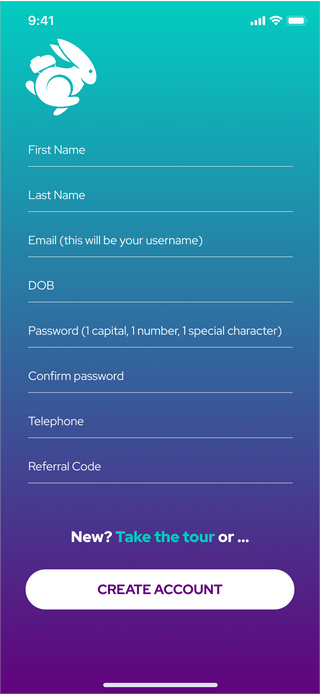 9:41
First Name
Last Name
Email (this will be your username)
DOB
Password (1 capital, 1 number, 1 special character)
Confirm password
Telephone
Referral Code
New? Take the tour or ...
CREATE ACCOUNT